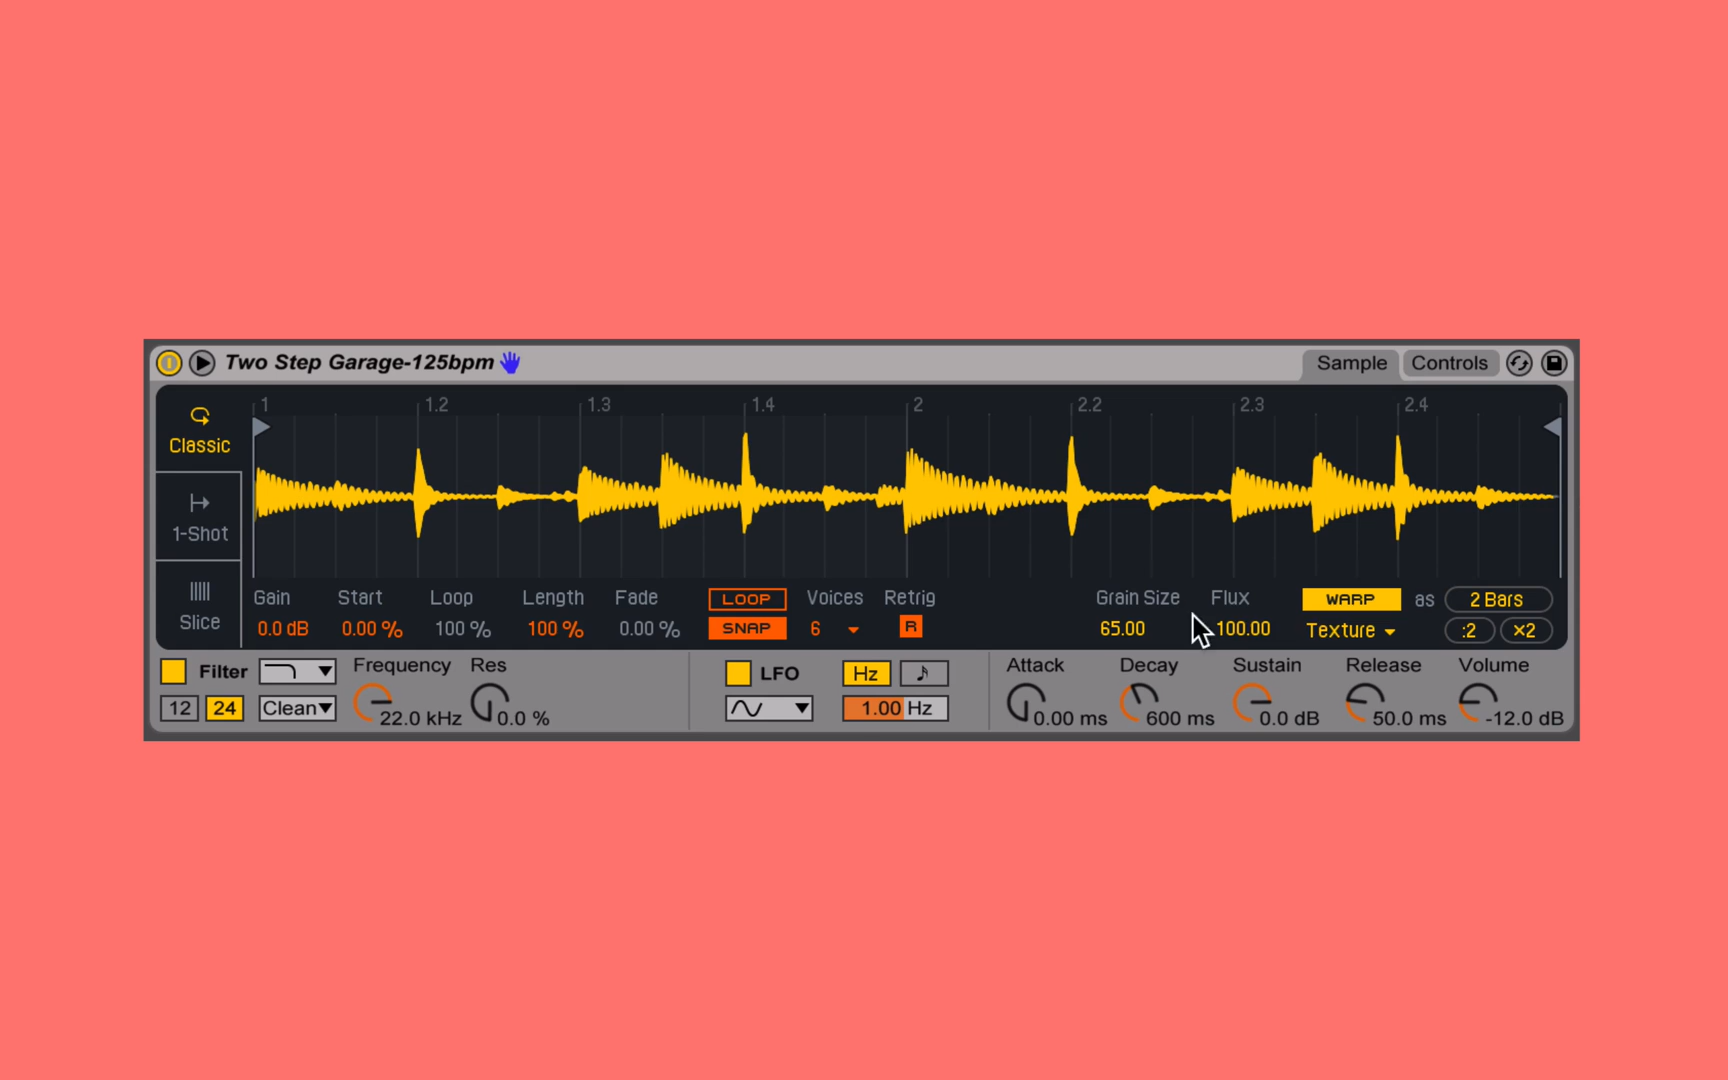 Two Step Garage-125bpm Sample Controls
1 1.2 1.3 1.4 2 2.2 2.3 2.4
Classic
1-Shot
Slice
Gain Start Loop Length Fade LOOP Voices Retrig Grain Size Flux WARP as 2 Bars
0.0 dB 0.00 % 100 % 100 % 0.00 % SNAP 6 R 65.00 100.00 Texture :2 ×2
Filter Frequency Res LFO Hz Attack Decay Sustain Release Volume
12 24 Clean 22.0 kHz 0.0 % 1.00 Hz 0.00 ms 600 ms 0.0 dB 50.0 ms -12.0 dB